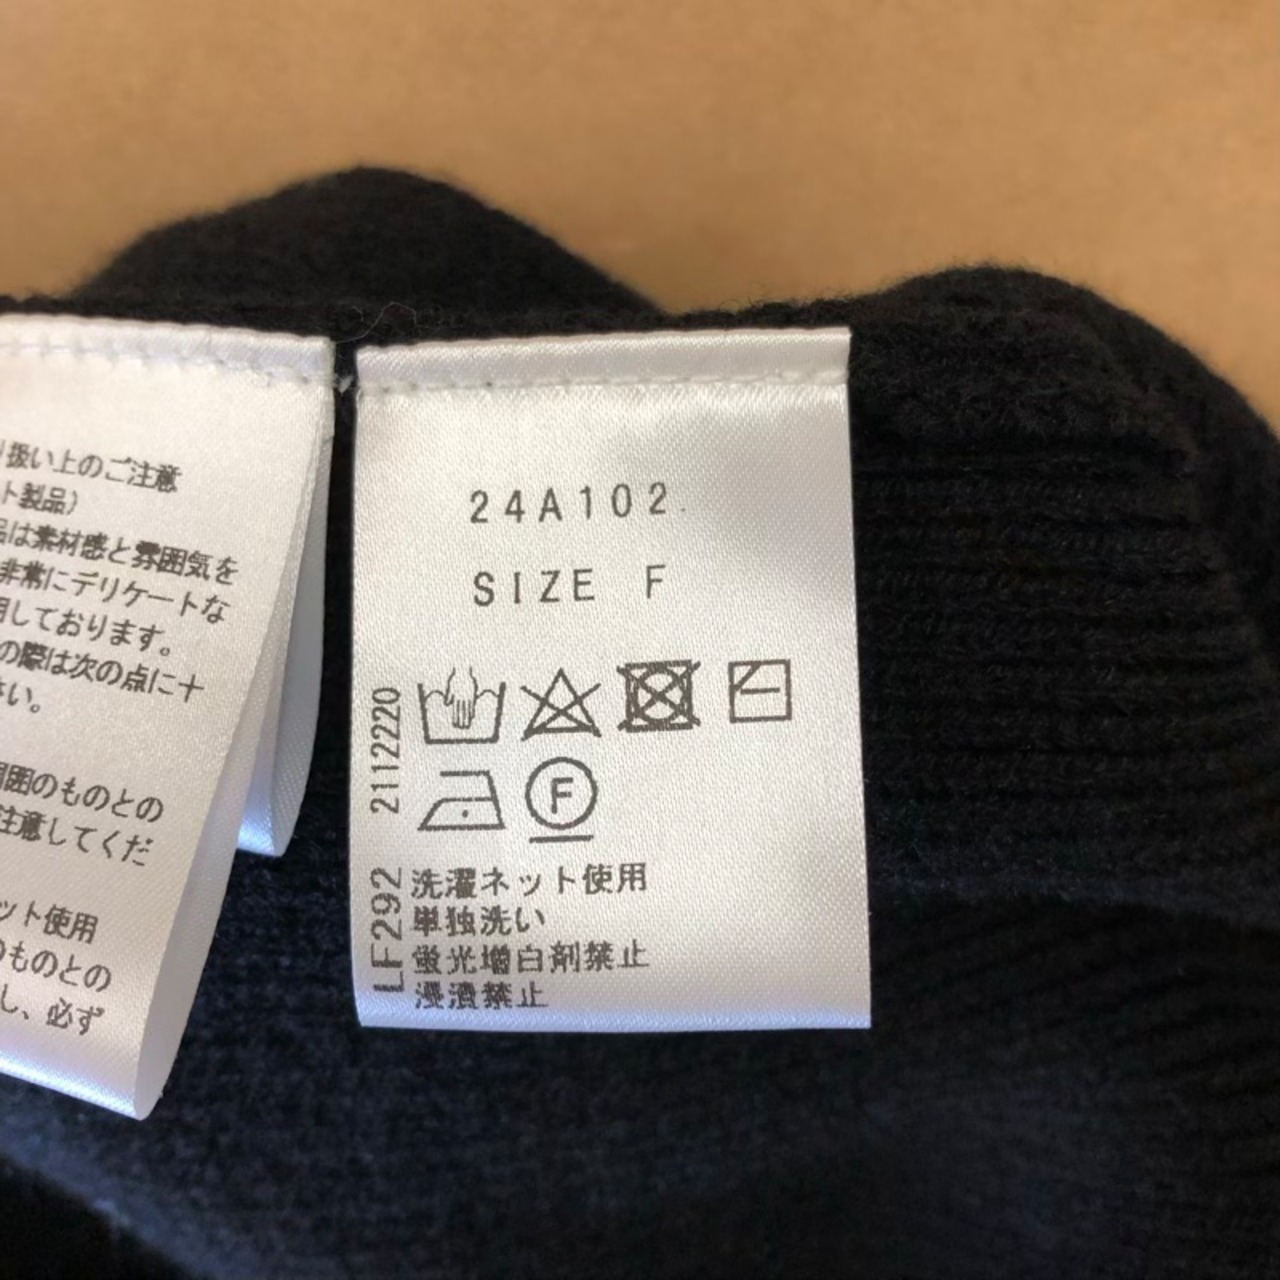 扱い上のご注意
ト製品)
品は素材感と雰囲気を
非常にデリケートな
用しております。
の際は次の点に十
さい。
周囲のものとの
注意してくだ
ット使用
のものとの
し、必ず
24A102
SIZE F
2112220
F
LF292
洗濯ネット使用
単独洗い
蛍光増白剤禁止
浸漬禁止